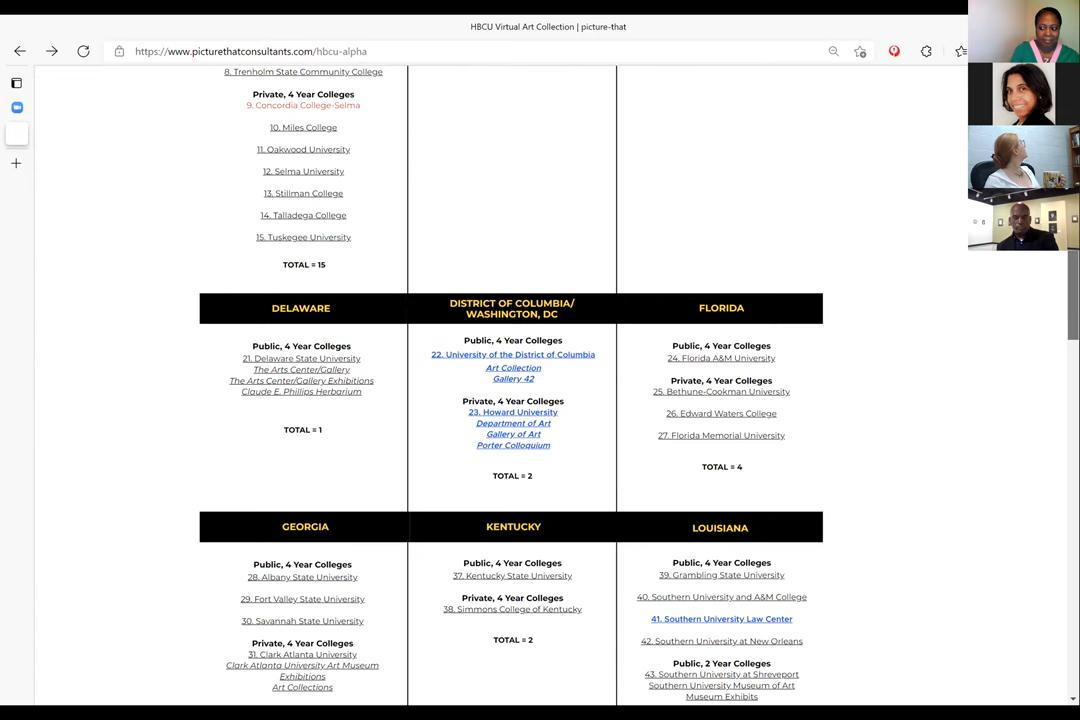 HBCU Virtual Art Collection | picture-that
https://www.picturethatconsultants.com/hbcu-alpha
8. Trenholm State Community College
Private, 4 Year Colleges
9. Concordia College-Selma
10. Miles College
11. Oakwood University
12. Selma University
13. Stillman College
14. Talladega College
15. Tuskegee University
TOTAL = 15
DELAWARE
Public, 4 Year Colleges
21. Delaware State University
The Arts Center/Gallery
The Arts Center/Gallery Exhibitions
Claude E. Phillips Herbarium
TOTAL = 1
DISTRICT OF COLUMBIA/
WASHINGTON, DC
Public, 4 Year Colleges
22. University of the District of Columbia
Art Collection
Gallery 42
Private, 4 Year Colleges
23. Howard University
Department of Art
Gallery of Art
Porter Colloquium
TOTAL = 2
FLORIDA
Public, 4 Year Colleges
24. Florida A&M University
Private, 4 Year Colleges
25. Bethune-Cookman University
26. Edward Waters College
27. Florida Memorial University
TOTAL = 4
GEORGIA
Public, 4 Year Colleges
28. Albany State University
29. Fort Valley State University
30. Savannah State University
Private, 4 Year Colleges
31. Clark Atlanta University
Clark Atlanta University Art Museum
Exhibitions
Art Collections
KENTUCKY
Public, 4 Year Colleges
37. Kentucky State University
Private, 4 Year Colleges
38. Simmons College of Kentucky
TOTAL = 2
LOUISIANA
Public, 4 Year Colleges
39. Grambling State University
40. Southern University and A&M College
41. Southern University Law Center
42. Southern University at New Orleans
Public, 2 Year Colleges
43. Southern University at Shreveport
Southern University Museum of Art
Museum Exhibits